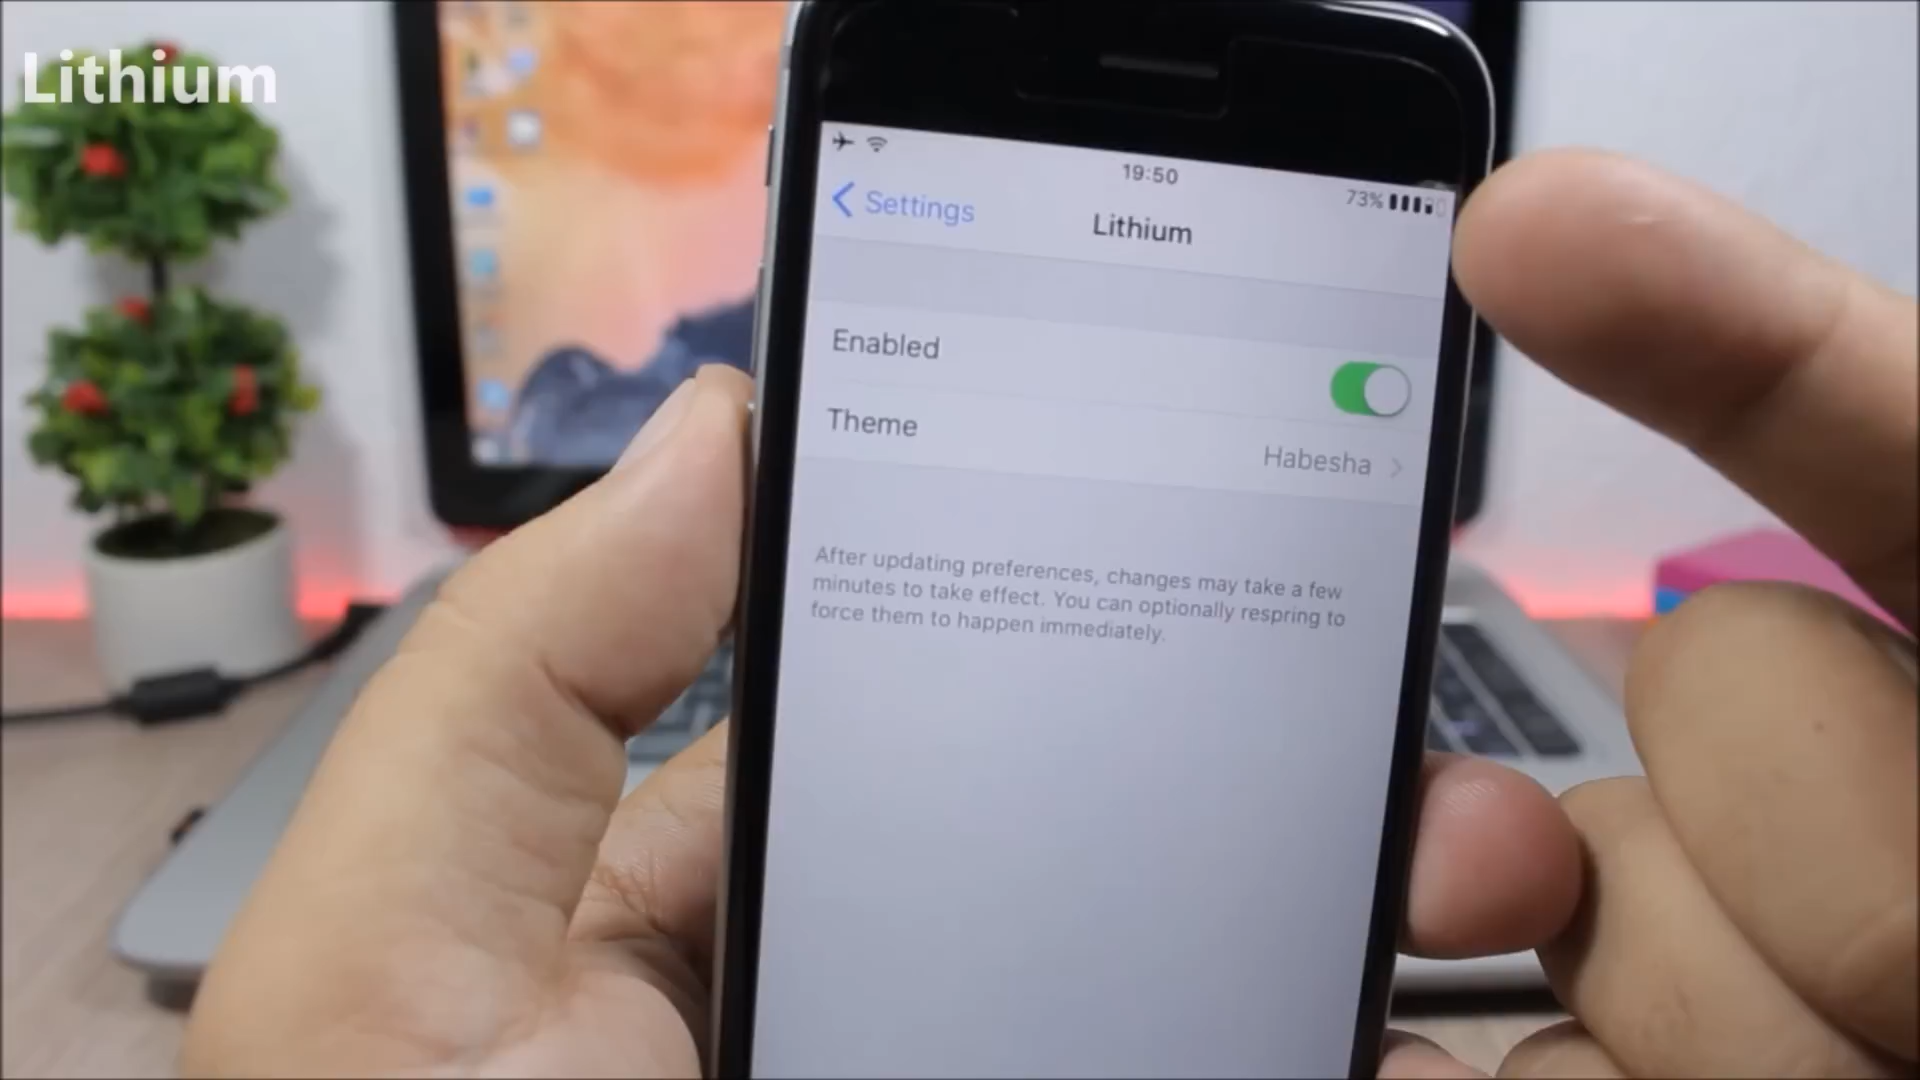 Lithium
19:50
73%
Settings
Lithium
Enabled
Theme
Habesha
After updating preferences, changes may take a few
minutes to take effect. You can optionally respring to
force them to happen immediately.